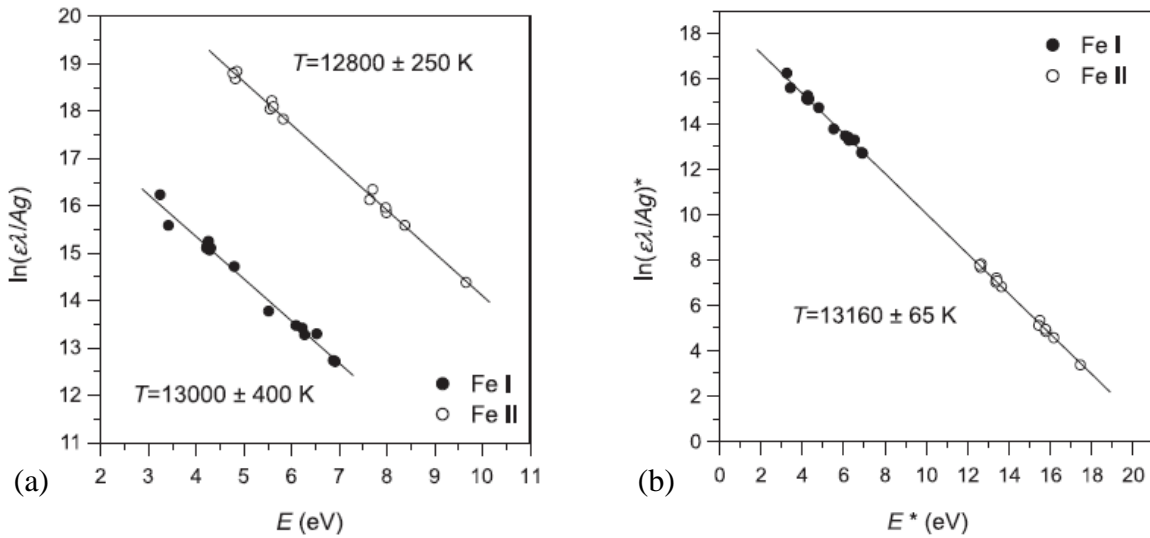 20
19
18
17
16
15
14
13
12
11
ln(ελ/Ag)
T=12800 ± 250 K
T=13000 ± 400 K
Fe I
Fe II
2 3 4 5 6 7 8 9 10 11
E (eV)
(a)
18
16
14
12
10
8
6
4
2
0
ln(ελ/Ag)*
Fe I
Fe II
T=13160 ± 65 K
0 2 4 6 8 10 12 14 16 18 20
E * (eV)
(b)